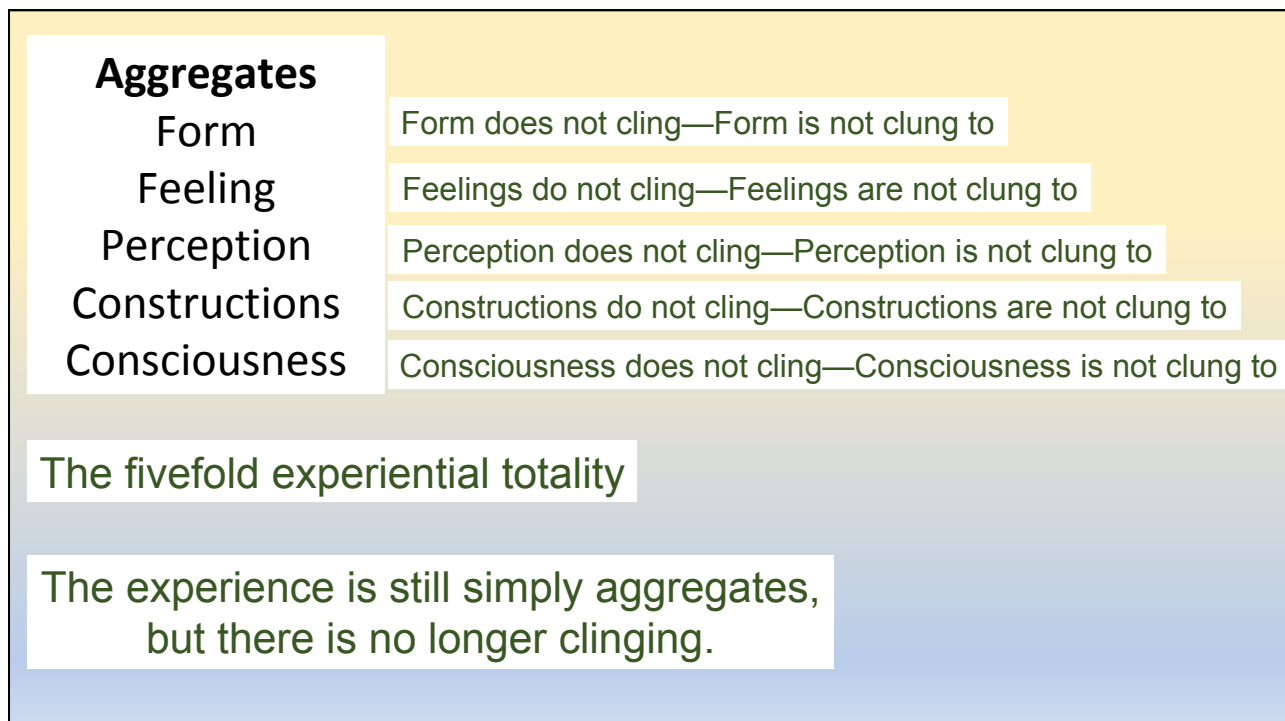 Aggregates
Form
Form does not cling—Form is not clung to
Feeling
Feelings do not cling—Feelings are not clung to
Perception
Perception does not cling—Perception is not clung to
Constructions
Constructions do not cling—Constructions are not clung to
Consciousness
Consciousness does not cling—Consciousness is not clung to
The fivefold experiential totality
The experience is still simply aggregates,
but there is no longer clinging.